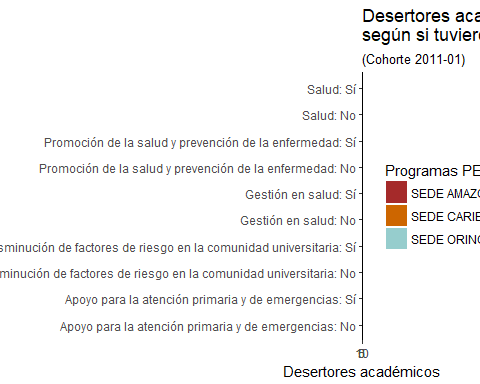 Desertores aca
según si tuviero
(Cohorte 2011-01)
Salud: Sí
Salud: No
Promoción de la salud y prevención de la enfermedad: Sí
Promoción de la salud y prevención de la enfermedad: No
Programas PE
Gestión en salud: Sí
SEDE AMAZO
Gestión en salud: No
SEDE CARIB
SEDE ORINO
sminución de factores de riesgo en la comunidad universitaria: Sí
minución de factores de riesgo en la comunidad universitaria: No
Apoyo para la atención primaria y de emergencias: Sí
Apoyo para la atención primaria y de emergencias: No
Desertores académicos